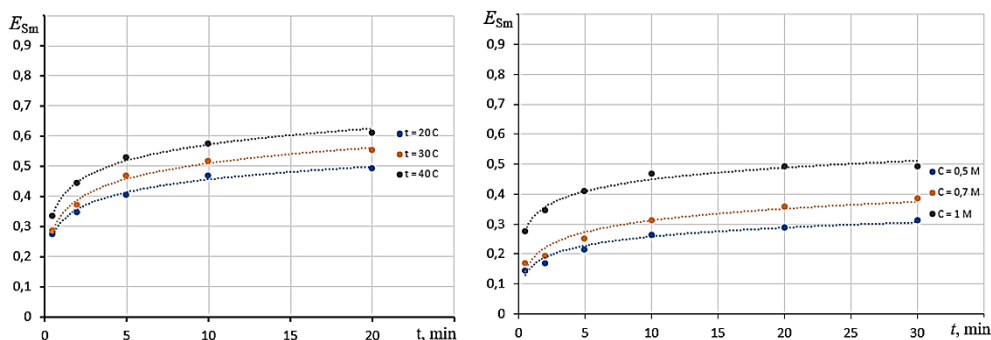 E_Sm
0,9
0,8
0,7
0,6
0,5
0,4
0,3
0,2
0,1
0
0 5 10 15 20
t, min
t = 20 C
t = 30 C
t = 40 C
E_Sm
0,9
0,8
0,7
0,6
0,5
0,4
0,3
0,2
0,1
0
0 5 10 15 20 25 30
t, min
C = 0,5 M
C = 0,7 M
C = 1 M